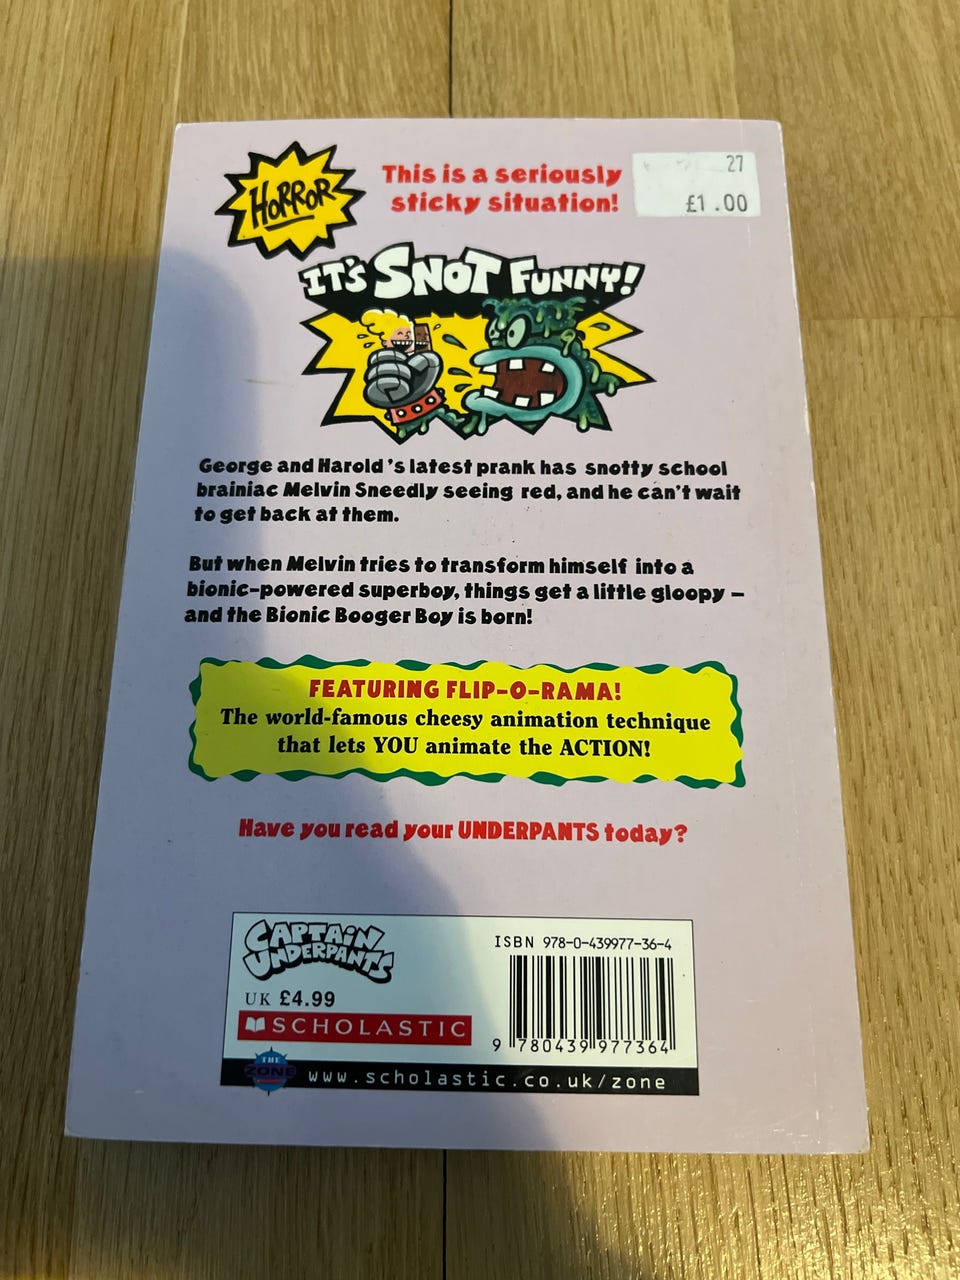 HORROR
This is a seriously
sticky situation!
27
£1.00
IT'S SNOT FUNNY!
George and Harold's latest prank has snotty school
brainiac Melvin Sneedly seeing red, and he can't wait
to get back at them.
But when Melvin tries to transform himself into a
bionic-powered superboy, things get a little gloopy –
and the Bionic Booger Boy is born!
FEATURING FLIP-O-RAMA!
The world-famous cheesy animation technique
that lets YOU animate the ACTION!
Have you read your UNDERPANTS today?
CAPTAIN
UNDERPANTS
UK £4.99
SCHOLASTIC
ISBN 978-0-439977-36-4
9 780439 977364
THE
ZONE
www.scholastic.co.uk/zone